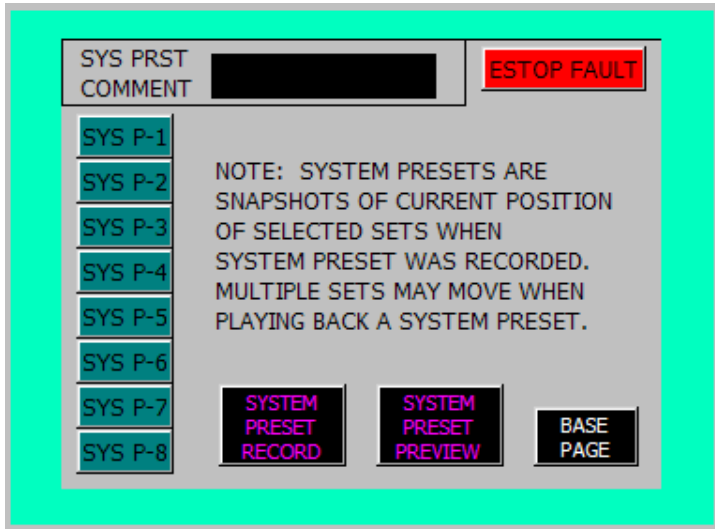 SYS PRST
COMMENT
ESTOP FAULT
SYS P-1
SYS P-2
SYS P-3
SYS P-4
SYS P-5
SYS P-6
SYS P-7
SYS P-8
NOTE: SYSTEM PRESETS ARE
SNAPSHOTS OF CURRENT POSITION
OF SELECTED SETS WHEN
SYSTEM PRESET WAS RECORDED.
MULTIPLE SETS MAY MOVE WHEN
PLAYING BACK A SYSTEM PRESET.
SYSTEM
PRESET
RECORD
SYSTEM
PRESET
PREVIEW
BASE
PAGE